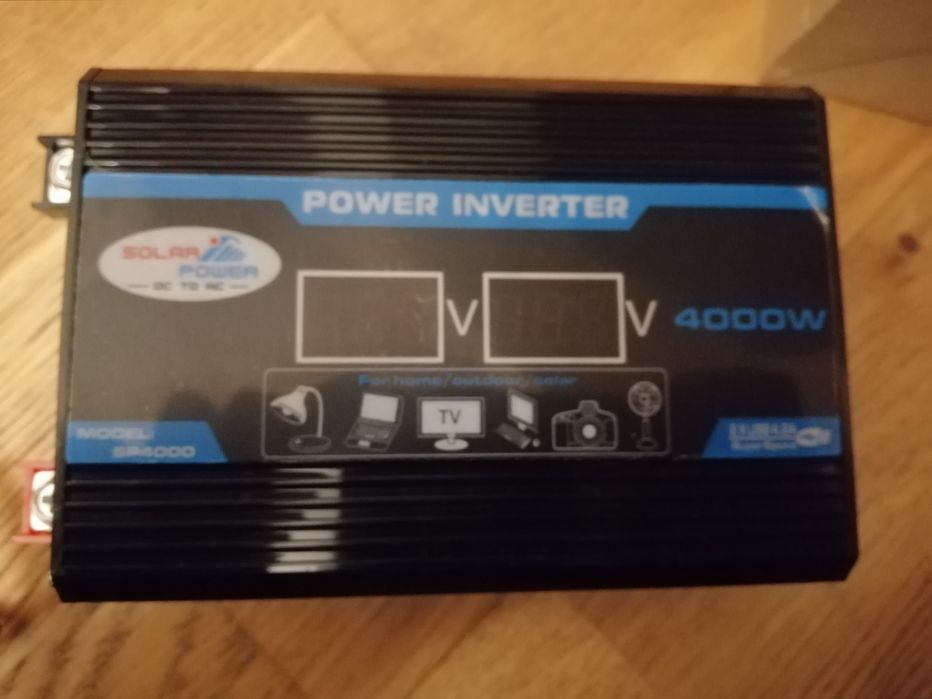 POWER INVERTER
SOLAR
POWER
DC TO AC
V
V
4000W
For home/outdoor/solar
TV
MODEL:
SP4000